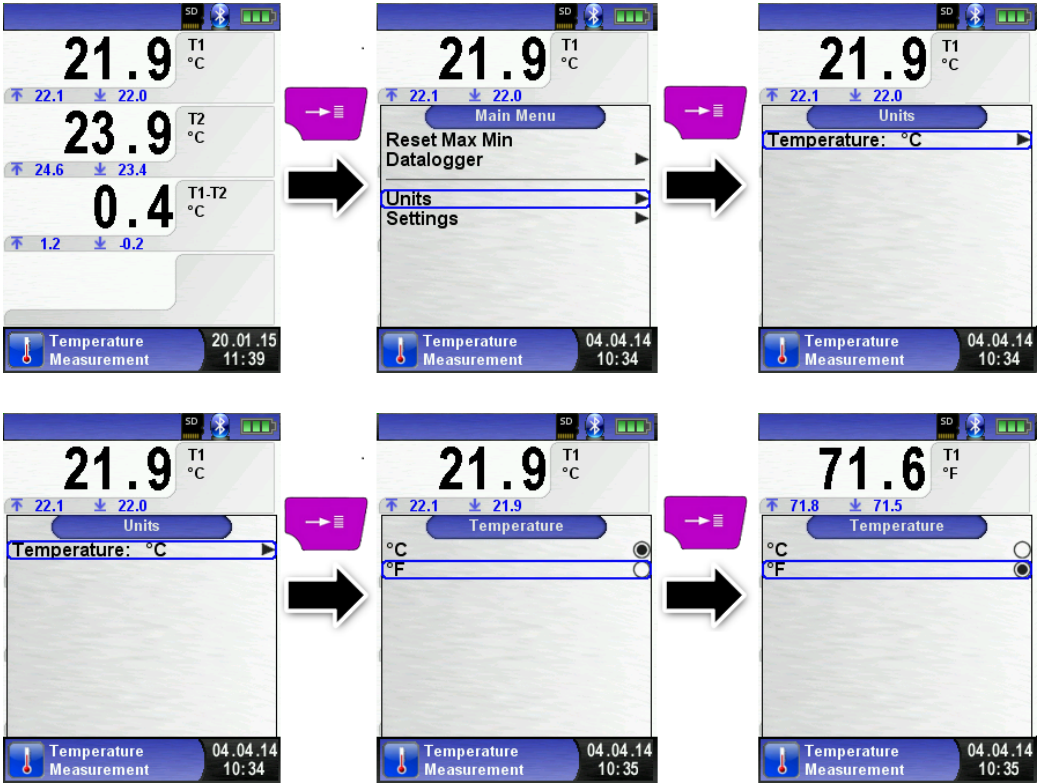 SD
21.9 T1
°C
22.1 22.0
23.9 T2
°C
24.6 23.4
0.4 T1-T2
°C
1.2 -0.2
Temperature 20.01.15
Measurement 11:39
SD
21.9 T1
°C
22.1 22.0
Main Menu
Reset Max Min
Datalogger
Units
Settings
Temperature 04.04.14
Measurement 10:34
SD
21.9 T1
°C
22.1 22.0
Units
Temperature: °C
Temperature 04.04.14
Measurement 10:34
SD
21.9 T1
°C
22.1 22.0
Units
Temperature: °C
Temperature 04.04.14
Measurement 10:34
SD
21.9 T1
°C
22.1 21.9
Temperature
°C
°F
Temperature 04.04.14
Measurement 10:35
SD
71.6 T1
°F
71.8 71.5
Temperature
°C
°F
Temperature 04.04.14
Measurement 10:35